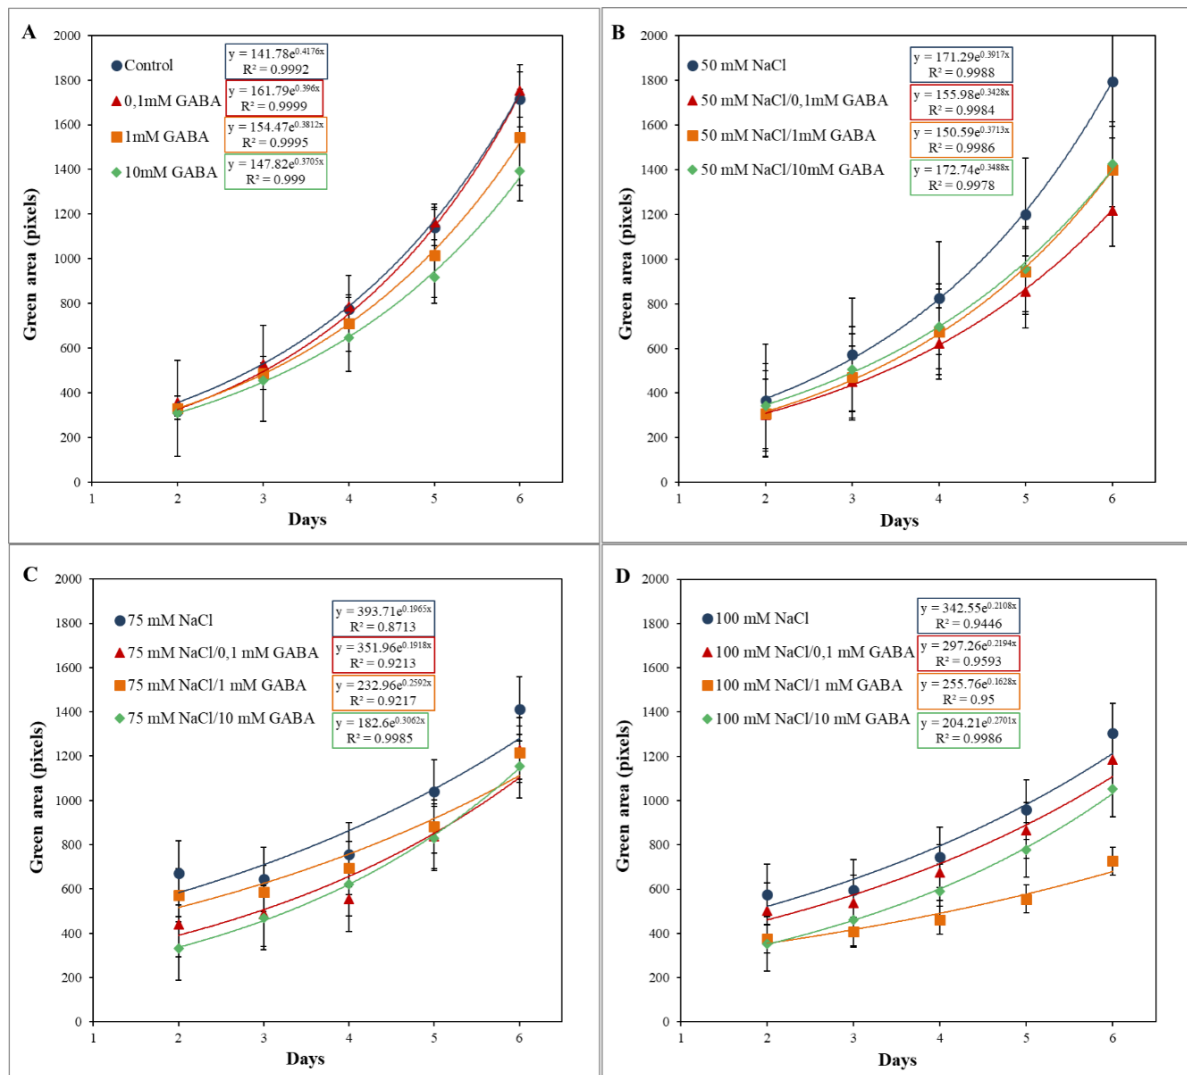 A
2000
1800
1600
1400
1200
1000
800
600
400
200
0
Green area (pixels)
Control
0,1mM GABA
1mM GABA
10mM GABA
y = 141.78e^0.4176x
R² = 0.9992
y = 161.79e^0.396x
R² = 0.9999
y = 154.47e^0.3812x
R² = 0.9995
y = 147.82e^0.3705x
R² = 0.999
1 2 3 4 5 6
Days
B
2000
1800
1600
1400
1200
1000
800
600
400
200
0
Green area (pixels)
50 mM NaCl
50 mM NaCl/0,1mM GABA
50 mM NaCl/1mM GABA
50 mM NaCl/10mM GABA
y = 171.29e^0.3917x
R² = 0.9988
y = 155.98e^0.3428x
R² = 0.9984
y = 150.59e^0.3713x
R² = 0.9986
y = 172.74e^0.3488x
R² = 0.9978
1 2 3 4 5 6
Days
C
2000
1800
1600
1400
1200
1000
800
600
400
200
0
Green area (pixels)
75 mM NaCl
75 mM NaCl/0,1 mM GABA
75 mM NaCl/1 mM GABA
75 mM NaCl/10 mM GABA
y = 393.71e^0.1965x
R² = 0.8713
y = 351.96e^0.1918x
R² = 0.9213
y = 232.96e^0.2592x
R² = 0.9217
y = 182.6e^0.3062x
R² = 0.9985
1 2 3 4 5 6
Days
D
2000
1800
1600
1400
1200
1000
800
600
400
200
0
Green area (pixels)
100 mM NaCl
100 mM NaCl/0,1 mM GABA
100 mM NaCl/1 mM GABA
100 mM NaCl/10 mM GABA
y = 342.55e^0.2108x
R² = 0.9446
y = 297.26e^0.2194x
R² = 0.9593
y = 255.76e^0.1628x
R² = 0.95
y = 204.21e^0.2701x
R² = 0.9986
1 2 3 4 5 6
Days